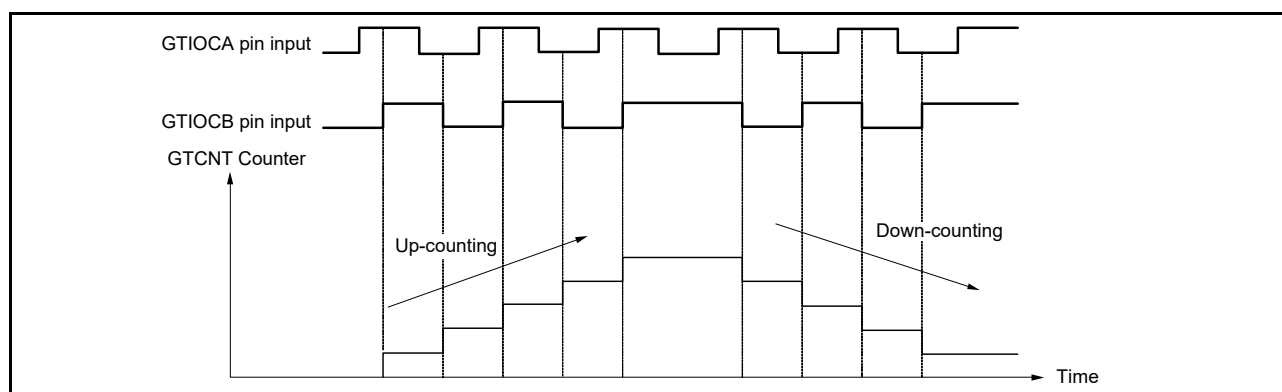 GTIOCA pin input
GTIOCB pin input
GTCNT Counter
Up-counting
Down-counting
Time